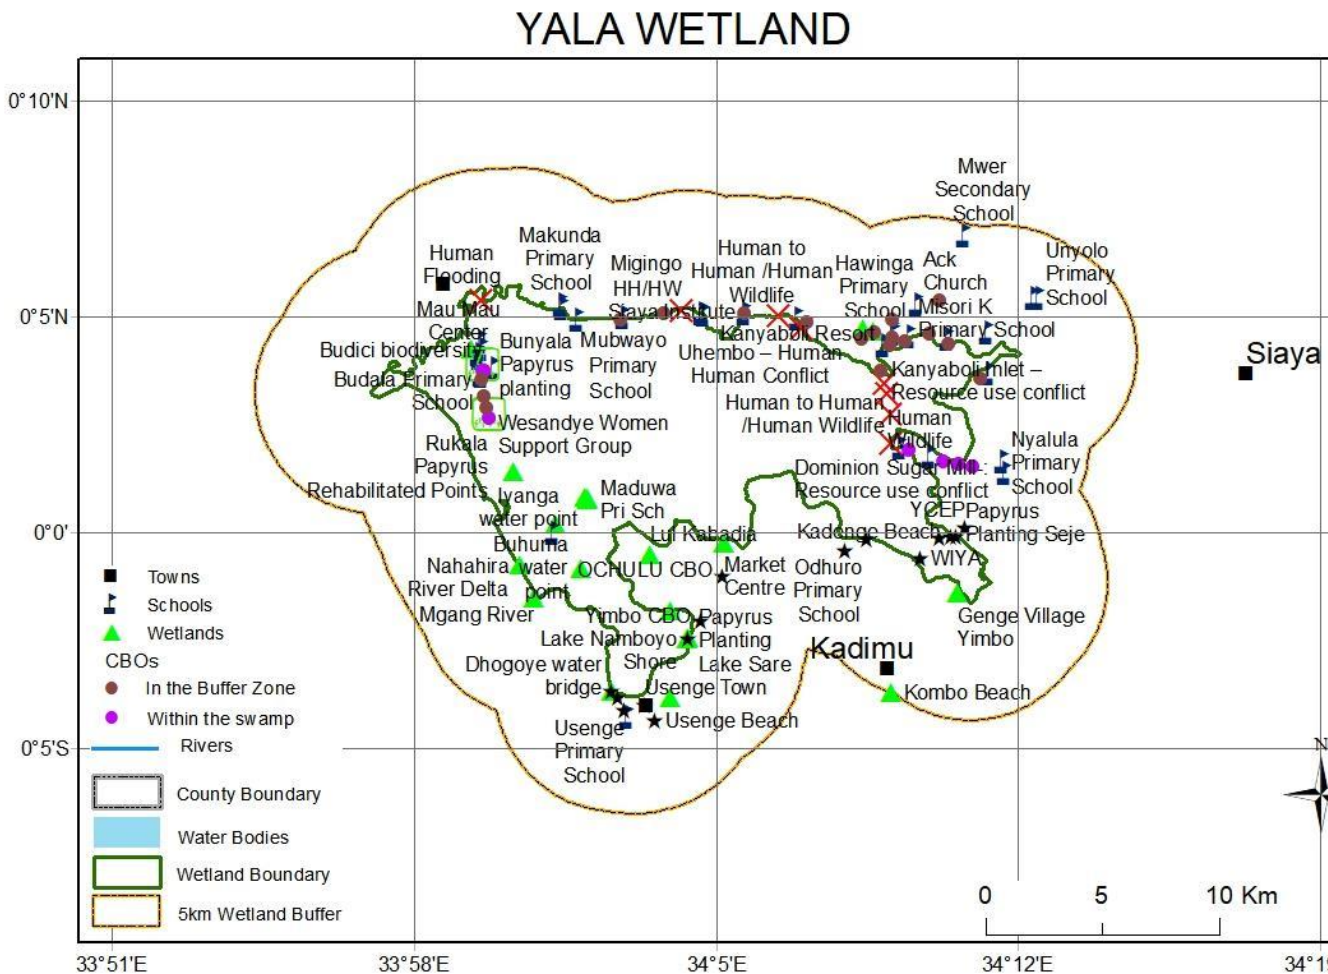 YALA WETLAND
0°10'N
0°5'N
0°0'
0°5'S
33°51'E
33°58'E
34°5'E
34°12'E
34°19
Mwer
Secondary
School
Unyolo
Primary
School
Ack
Church
Hawinga
Primary
School
Misori K
Primary School
Human to
Human /Human
Wildlife
Migingo
HH/HW
Siaya Institute
Makunda
Primary
School
Human
Flooding
Mau Mau
Center
Budici biodiversity
Budala Primary
School
Bunyala
Papyrus
planting
Mubwayo
Primary
School
Kanyaboli Resort
Uhembo – Human
Human Conflict
Kanyaboli Inlet –
Resource use conflict
Human to Human
/Human Wildlife
Human
Wildlife
Siaya
Wesandye Women
Support Group
Rukala
Papyrus
Rehabilitated Points
Iyanga
water point
Maduwa
Pri Sch
Dominion Sugar Mill-:
Resource use conflict
Nyalula
Primary
School
YCEP
Papyrus
Planting Seje
Kadenge Beach
WIYA
Lul Kabadia
Buhuma
water
point
OCHULU CBO
Market
Centre
Odhuro
Primary
School
Nahahira
River Delta
Mgang River
Yimbo CBO
Papyrus
Planting
Lake Namboyo
Shore
Lake Sare
Genge Village
Yimbo
Kadimu
Kombo Beach
Dhogoye water
bridge
Usenge Town
Usenge Beach
Usenge
Primary
School
Towns
Schools
Wetlands
CBOs
In the Buffer Zone
Within the swamp
Rivers
County Boundary
Water Bodies
Wetland Boundary
5km Wetland Buffer
N
0 5 10 Km